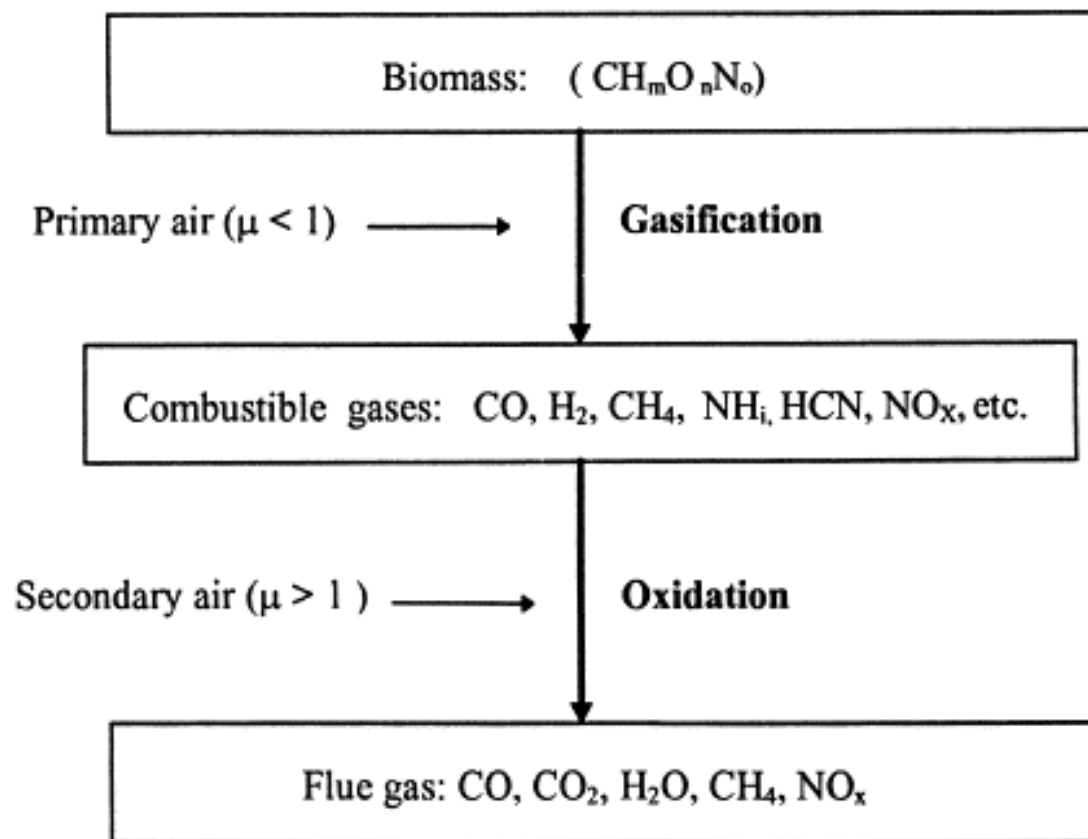 Biomass: ( CHₘOₙNₒ)
Primary air (μ < 1)
Gasification
Combustible gases: CO, H₂, CH₄, NHᵢ, HCN, NOₓ, etc.
Secondary air (μ > 1 )
Oxidation
Flue gas: CO, CO₂, H₂O, CH₄, NOₓ